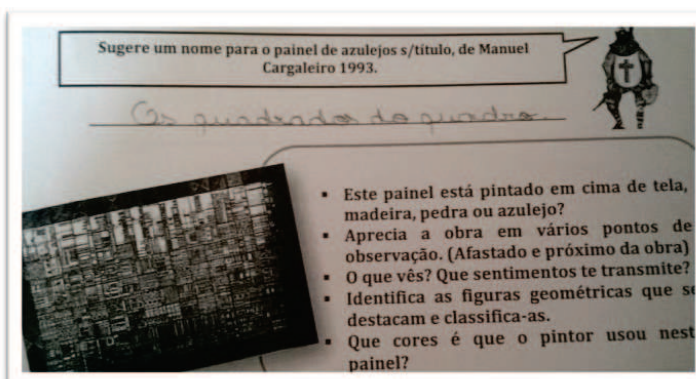 Sugere um nome para o painel de azulejos s/título, de Manuel
Cargaleiro 1993.
Os quadrados do quadro.
▪ Este painel está pintado em cima de tela,
madeira, pedra ou azulejo?
▪ Aprecia a obra em vários pontos de
observação. (Afastado e próximo da obra)
▪ O que vês? Que sentimentos te transmite?
▪ Identifica as figuras geométricas que se
destacam e classifica-as.
▪ Que cores é que o pintor usou nest
painel?